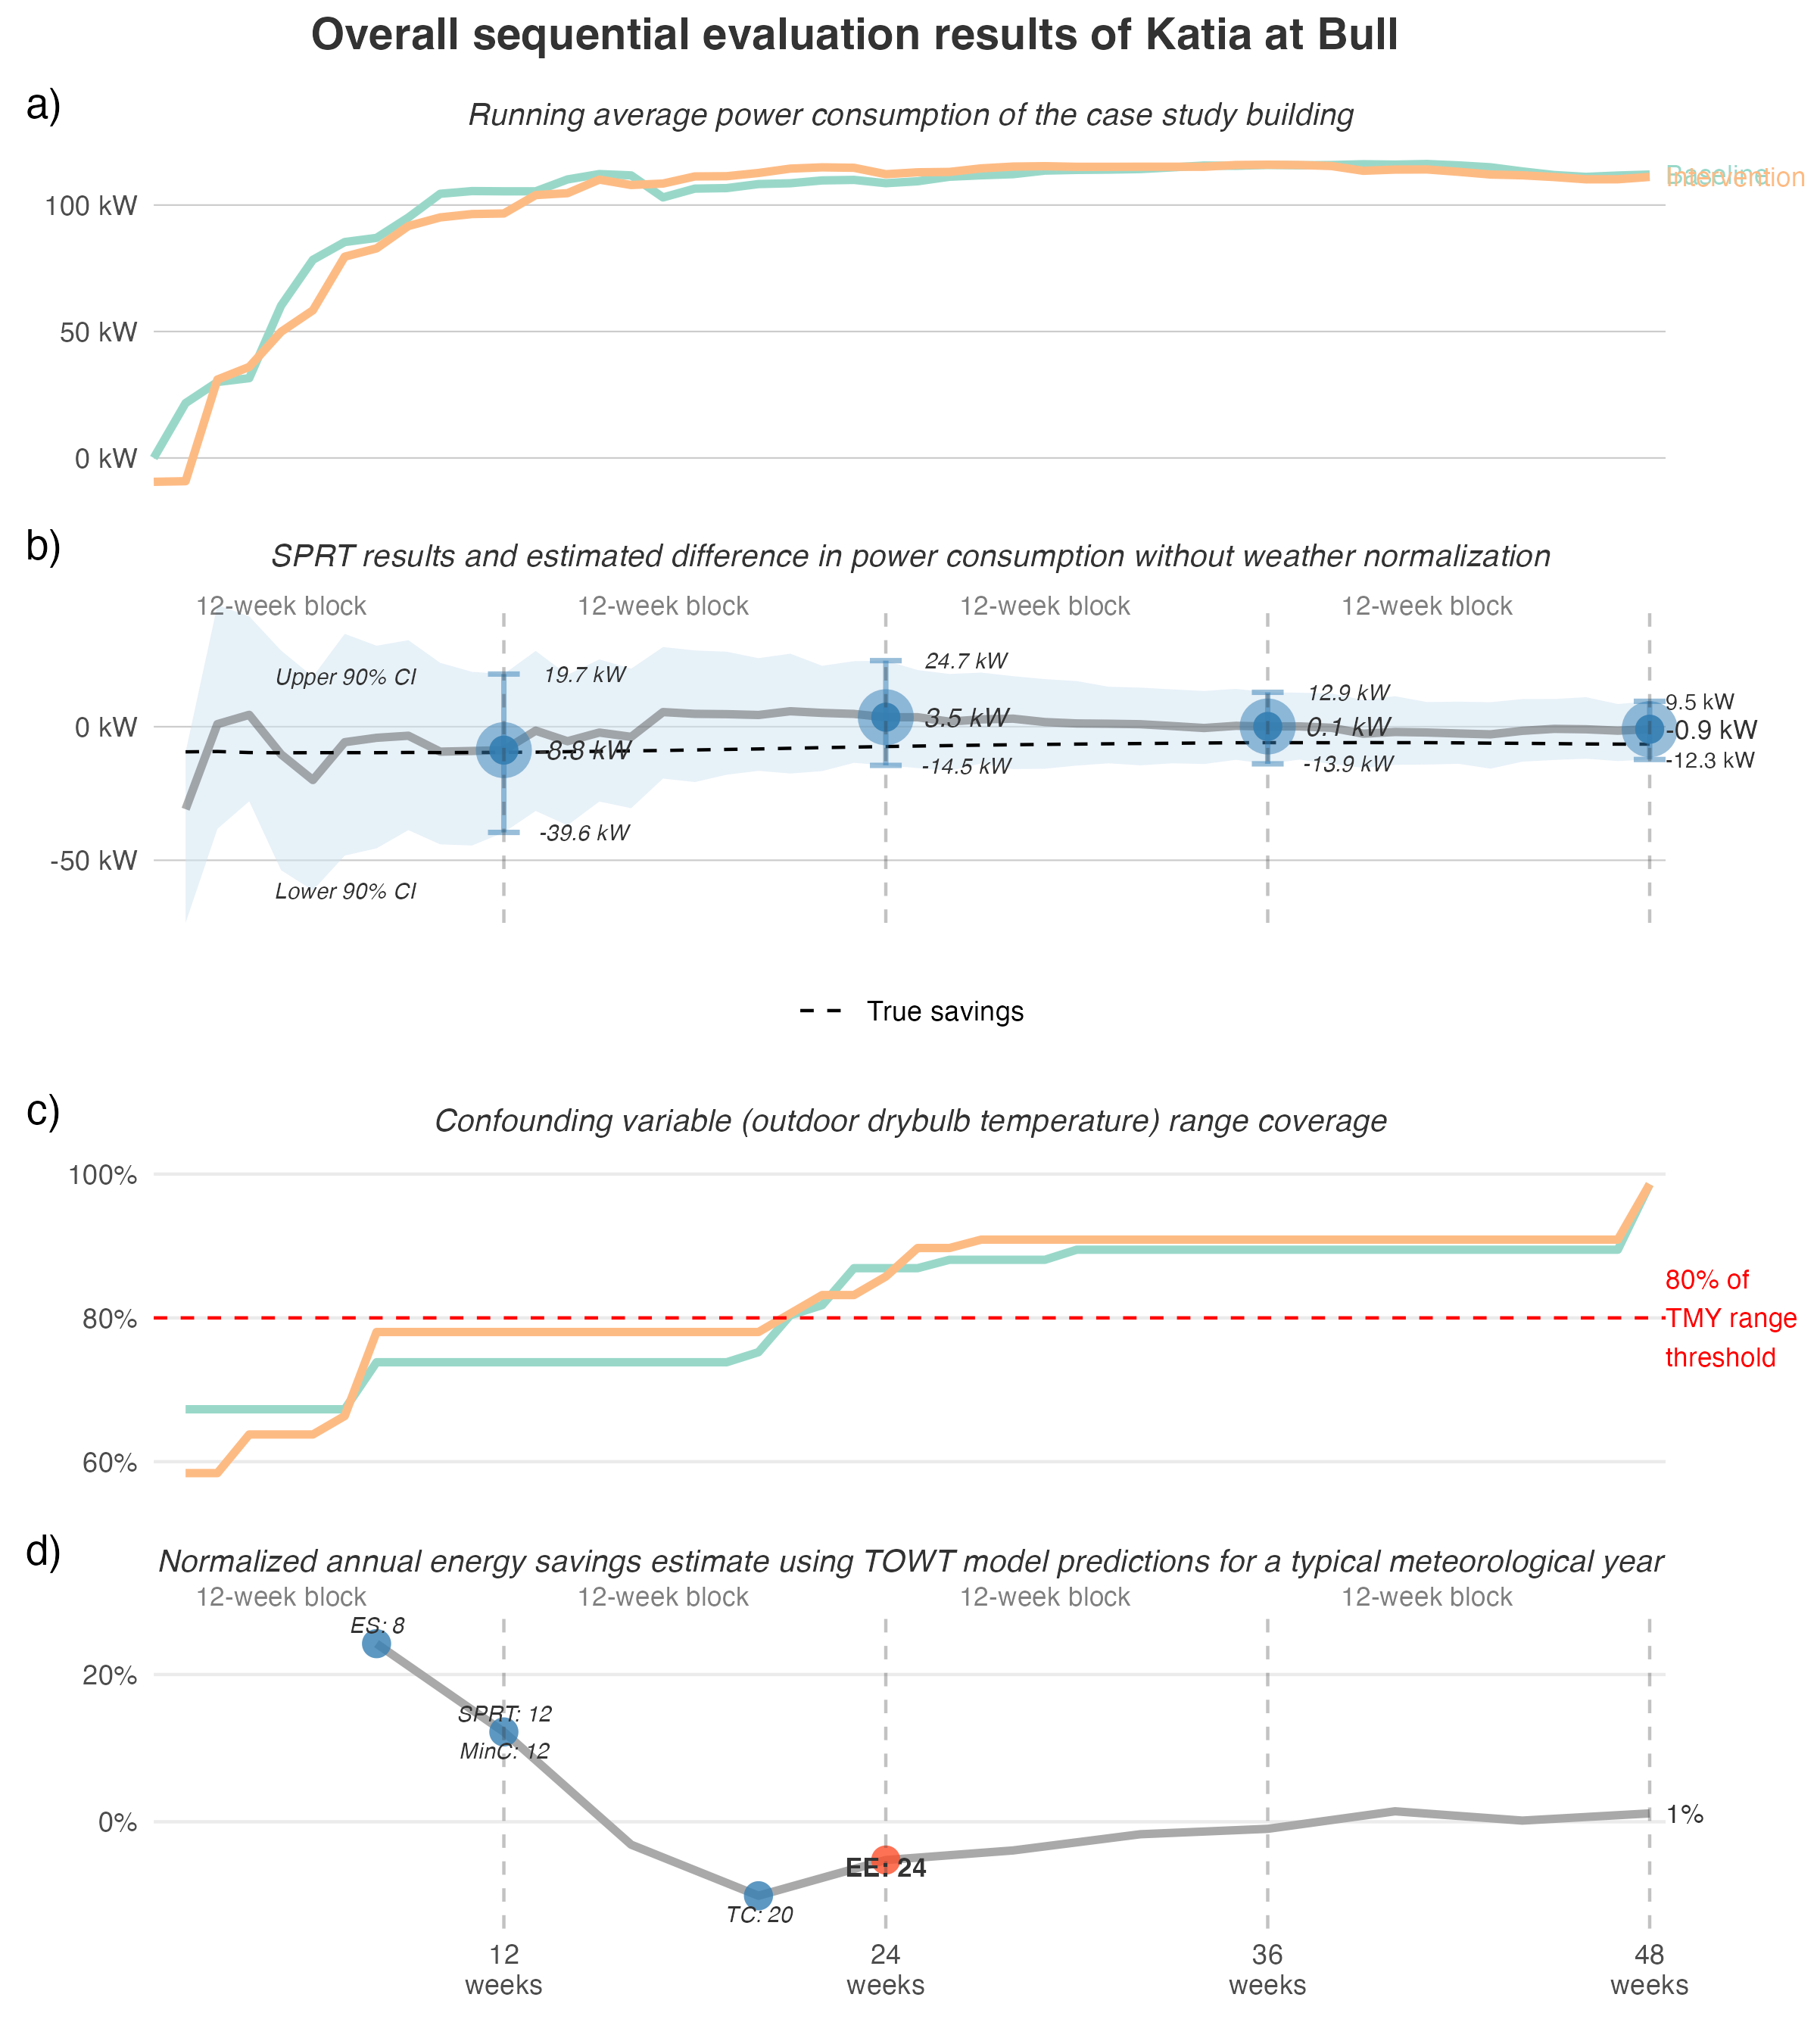 Overall sequential evaluation results of Katia at Bull
a)
Running average power consumption of the case study building
100 kW
50 kW
0 kW
Baseline
Intervention
b)
SPRT results and estimated difference in power consumption without weather normalization
12-week block
12-week block
12-week block
12-week block
Upper 90% CI
Lower 90% CI
0 kW
-50 kW
19.7 kW
-8.8 kW
-39.6 kW
24.7 kW
3.5 kW
-14.5 kW
12.9 kW
0.1 kW
-13.9 kW
9.5 kW
-0.9 kW
-12.3 kW
True savings
c)
Confounding variable (outdoor drybulb temperature) range coverage
100%
80%
60%
80% of
TMY range
threshold
d)
Normalized annual energy savings estimate using TOWT model predictions for a typical meteorological year
12-week block
12-week block
12-week block
12-week block
20%
0%
ES: 8
SPRT: 12
MinC: 12
TC: 20
EE: 24
1%
12
weeks
24
weeks
36
weeks
48
weeks